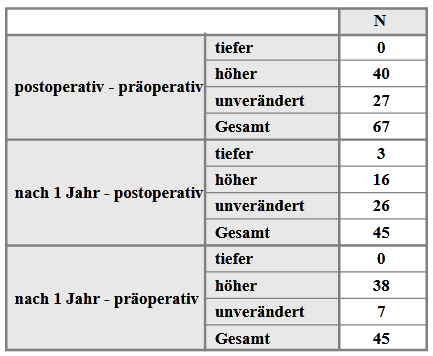 N
tiefer 0
postoperativ - präoperativ höher 40
unverändert 27
Gesamt 67
tiefer 3
nach 1 Jahr - postoperativ höher 16
unverändert 26
Gesamt 45
tiefer 0
nach 1 Jahr - präoperativ höher 38
unverändert 7
Gesamt 45